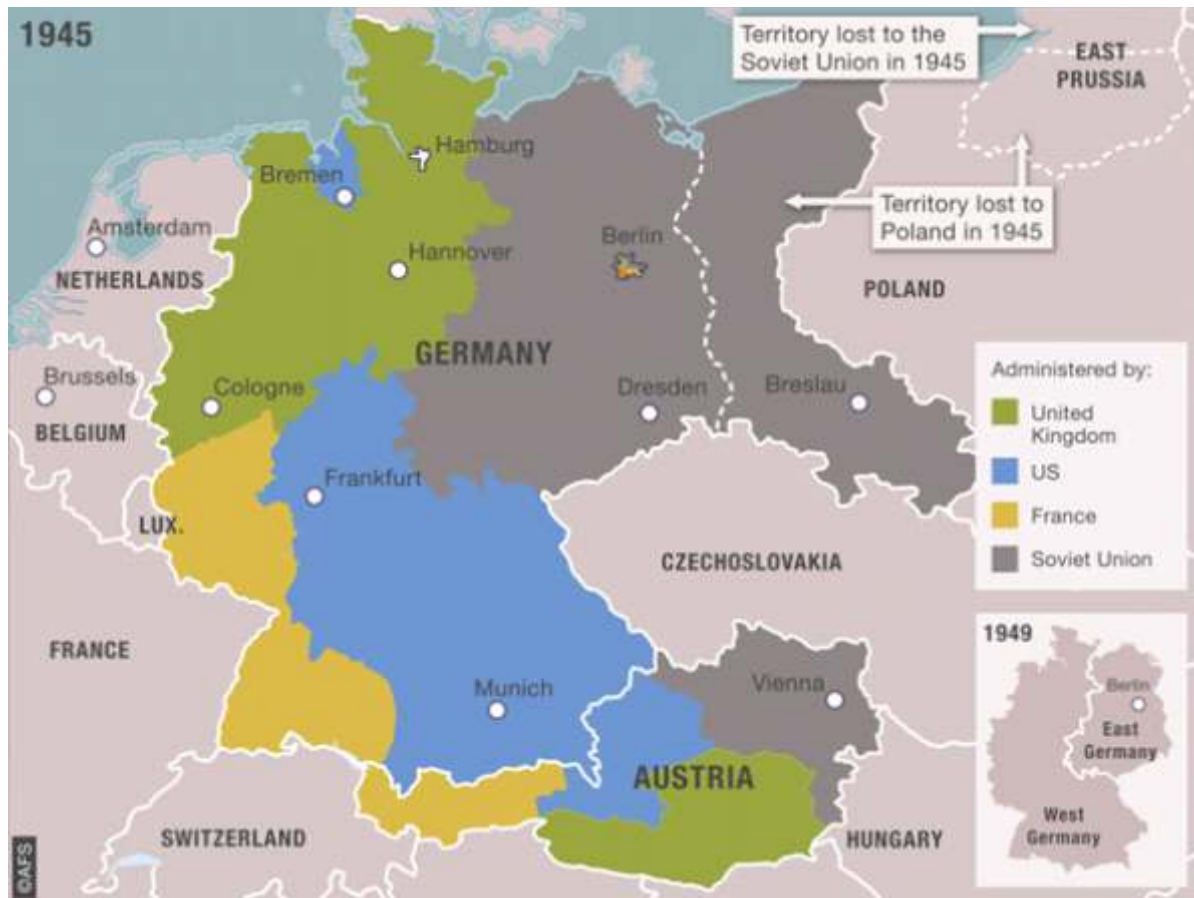 1945
Territory lost to the
Soviet Union in 1945
EAST
PRUSSIA
Hamburg
Bremen
Territory lost to
Poland in 1945
Amsterdam
Hannover
Berlin
NETHERLANDS
POLAND
GERMANY
Brussels
Cologne
Dresden
Breslau
BELGIUM
Administered by:
United
Kingdom
US
France
Soviet Union
Frankfurt
LUX.
CZECHOSLOVAKIA
FRANCE
Munich
Vienna
1949
Berlin
East
Germany
West
Germany
AUSTRIA
SWITZERLAND
HUNGARY
©AFS